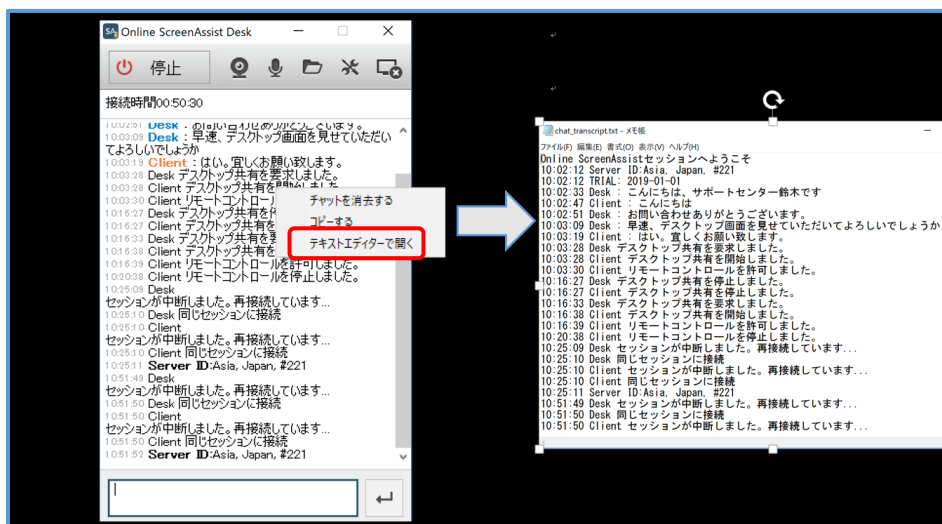 Online ScreenAssist Desk
停止
接続時間00:50:30
10:02:51 Desk : お問い合わせありがとうございます。
10:03:09 Desk : 早速、デスクトップ画面を見せていただい
てよろしいでしょうか
10:03:19 Client : はい。宜しくお願い致します。
10:03:28 Desk デスクトップ共有を要求しました。
10:03:28 Client デスクトップ共有を開始しました
10:03:30 Client リモートコントロー
10:16:27 Desk デスクトップ共有を
10:16:27 Client デスクトップ共有を
10:16:33 Desk デスクトップ共有を
10:16:38 Client デスクトップ共有を
10:16:39 Client リモートコントロールを許可しました。
10:20:38 Client リモートコントロールを停止しました。
10:25:09 Desk
セッションが中断しました。再接続しています...
10:25:10 Desk 同じセッションに接続
10:25:10 Client
セッションが中断しました。再接続しています...
10:25:10 Client 同じセッションに接続
10:25:11 Server ID:Asia, Japan, #221
10:51:49 Desk
セッションが中断しました。再接続しています...
10:51:50 Desk 同じセッションに接続
10:51:50 Client
セッションが中断しました。再接続しています...
10:51:50 Client 同じセッションに接続
10:51:52 Server ID:Asia, Japan, #221
チャットを消去する
コピーする
テキストエディターで開く
chat_transcript.txt - メモ帳
ファイル(F) 編集(E) 書式(O) 表示(V) ヘルプ(H)
Online ScreenAssistセッションへようこそ
10:02:12 Server ID:Asia, Japan, #221
10:02:12 TRIAL: 2019-01-01
10:02:33 Desk : こんにちは、サポートセンター鈴木です
10:02:47 Client : こんにちは
10:02:51 Desk : お問い合わせありがとうございます。
10:03:09 Desk : 早速、デスクトップ画面を見せていただいてよろしいでしょうか
10:03:19 Client : はい。宜しくお願い致します。
10:03:28 Desk デスクトップ共有を要求しました。
10:03:28 Client デスクトップ共有を開始しました。
10:03:30 Client リモートコントロールを許可しました。
10:16:27 Desk デスクトップ共有を停止しました。
10:16:27 Client デスクトップ共有を停止しました。
10:16:33 Desk デスクトップ共有を要求しました。
10:16:38 Client デスクトップ共有を開始しました。
10:16:39 Client リモートコントロールを許可しました。
10:20:38 Client リモートコントロールを停止しました。
10:25:09 Desk セッションが中断しました。再接続しています...
10:25:10 Desk 同じセッションに接続
10:25:10 Client セッションが中断しました。再接続しています...
10:25:10 Client 同じセッションに接続
10:25:11 Server ID:Asia, Japan, #221
10:51:49 Desk セッションが中断しました。再接続しています...
10:51:50 Desk 同じセッションに接続
10:51:50 Client セッションが中断しました。再接続しています...